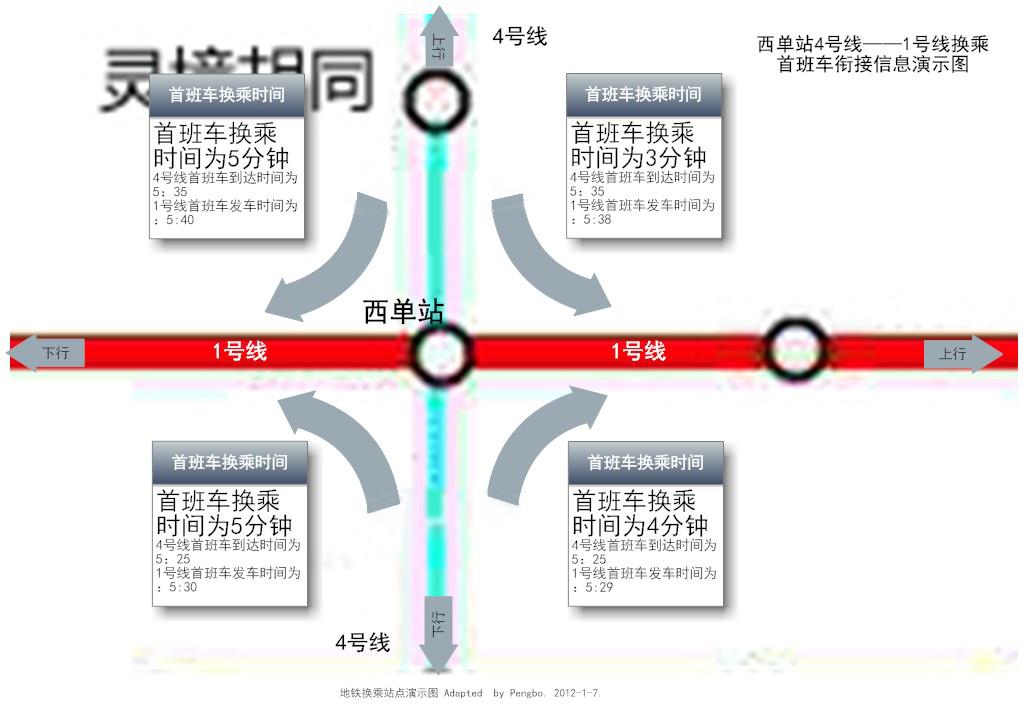 上行
4号线
西单站4号线——1号线换乘
首班车衔接信息演示图
灵境胡同
首班车换乘时间
首班车换乘
时间为5分钟
4号线首班车到达时间为
5：35
1号线首班车发车时间为
：5:40
首班车换乘时间
首班车换乘
时间为3分钟
4号线首班车到达时间为
5：35
1号线首班车发车时间为
：5:38
西单站
下行
1号线
1号线
上行
首班车换乘时间
首班车换乘
时间为5分钟
4号线首班车到达时间为
5：25
1号线首班车发车时间为
：5:30
首班车换乘时间
首班车换乘
时间为4分钟
4号线首班车到达时间为
5：25
1号线首班车发车时间为
：5:29
下行
4号线
地铁换乘站点演示图 Adapted by Pengbo. 2012-1-7.